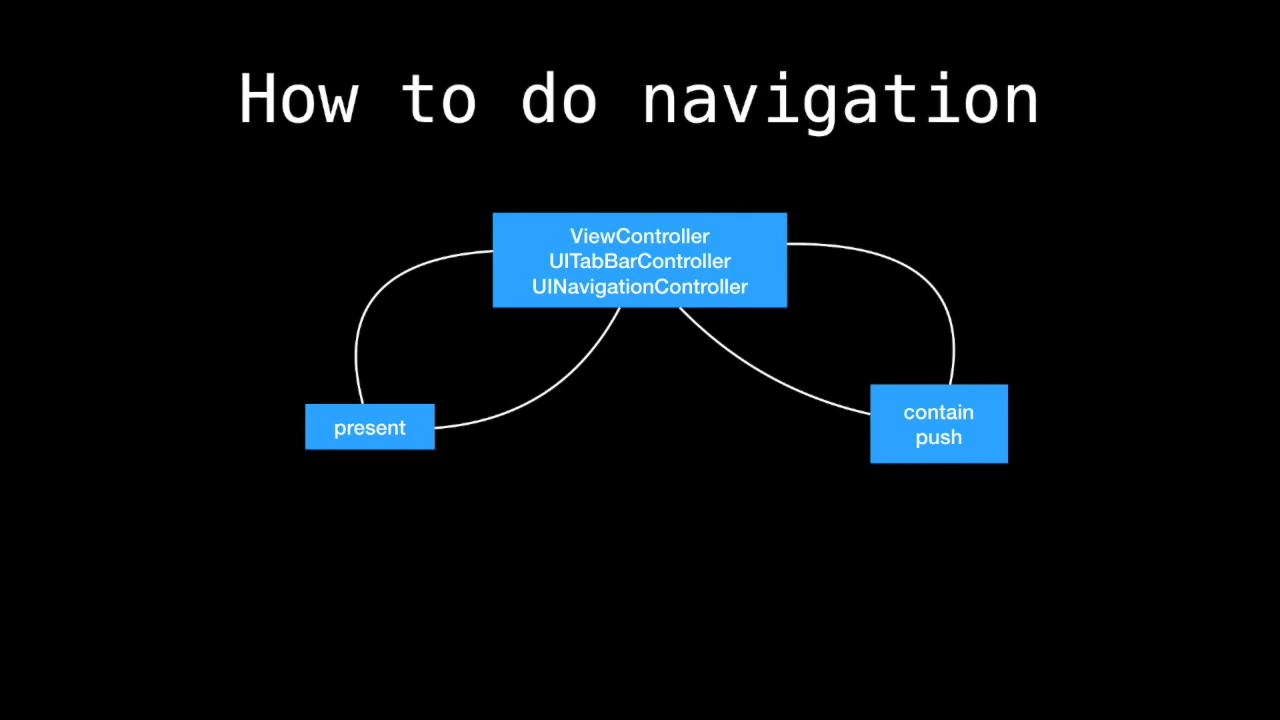 How to do navigation
ViewController
UITabBarController
UINavigationController
present
contain
push